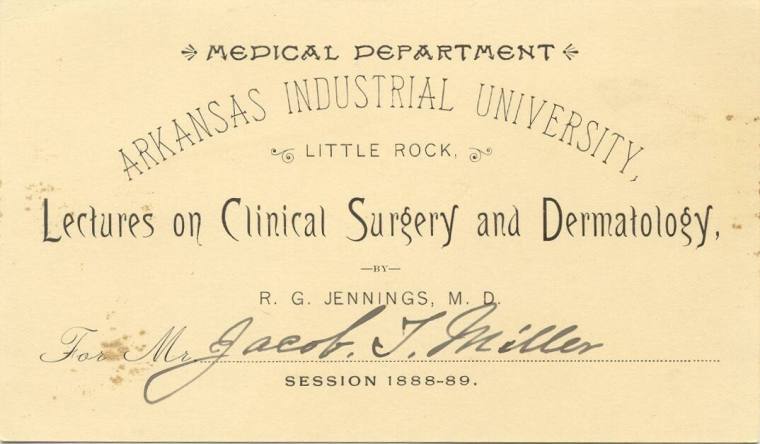 MEDICAL DEPARTMENT
ARKANSAS INDUSTRIAL UNIVERSITY,
LITTLE ROCK,
Lectures on Clinical Surgery and Dermatology,
—BY—
R. G. JENNINGS, M. D.
For Mr. Jacob. T. Miller
SESSION 1888-89.